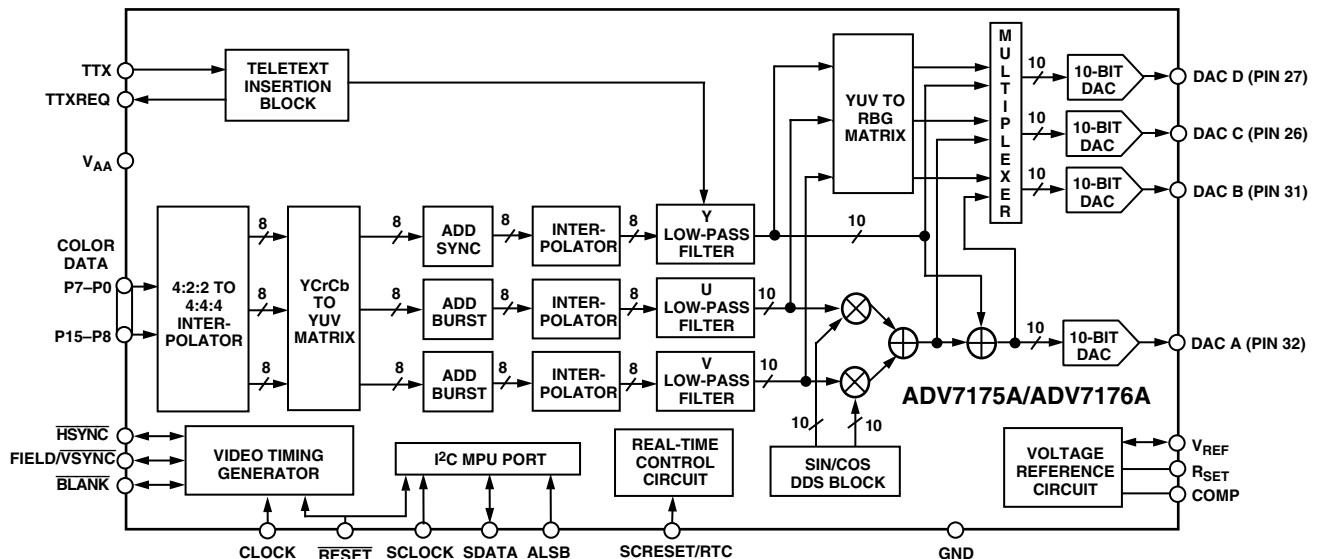 TTX
TTXREQ
V_AA
COLOR
DATA
P7–P0
P15–P8
HSYNC
FIELD/VSYNC
BLANK
TELETEXT
INSERTION
BLOCK
4:2:2 TO
4:4:4
INTER-
POLATOR
8
8
8
YCrCb
TO
YUV
MATRIX
8
8
8
ADD
SYNC
ADD
BURST
ADD
BURST
8
8
8
INTER-
POLATOR
INTER-
POLATOR
INTER-
POLATOR
8
8
8
Y
LOW-PASS
FILTER
U
LOW-PASS
FILTER
V
LOW-PASS
FILTER
10
10
10
YUV TO
RBG
MATRIX
MULTIPLEXER
10
10
10
10-BIT
DAC
10-BIT
DAC
10-BIT
DAC
DAC D (PIN 27)
DAC C (PIN 26)
DAC B (PIN 31)
10
10-BIT
DAC
DAC A (PIN 32)
ADV7175A/ADV7176A
10
10
SIN/COS
DDS BLOCK
VIDEO TIMING
GENERATOR
I²C MPU PORT
REAL-TIME
CONTROL
CIRCUIT
VOLTAGE
REFERENCE
CIRCUIT
V_REF
R_SET
COMP
CLOCK
RESET
SCLOCK
SDATA
ALSB
SCRESET/RTC
GND